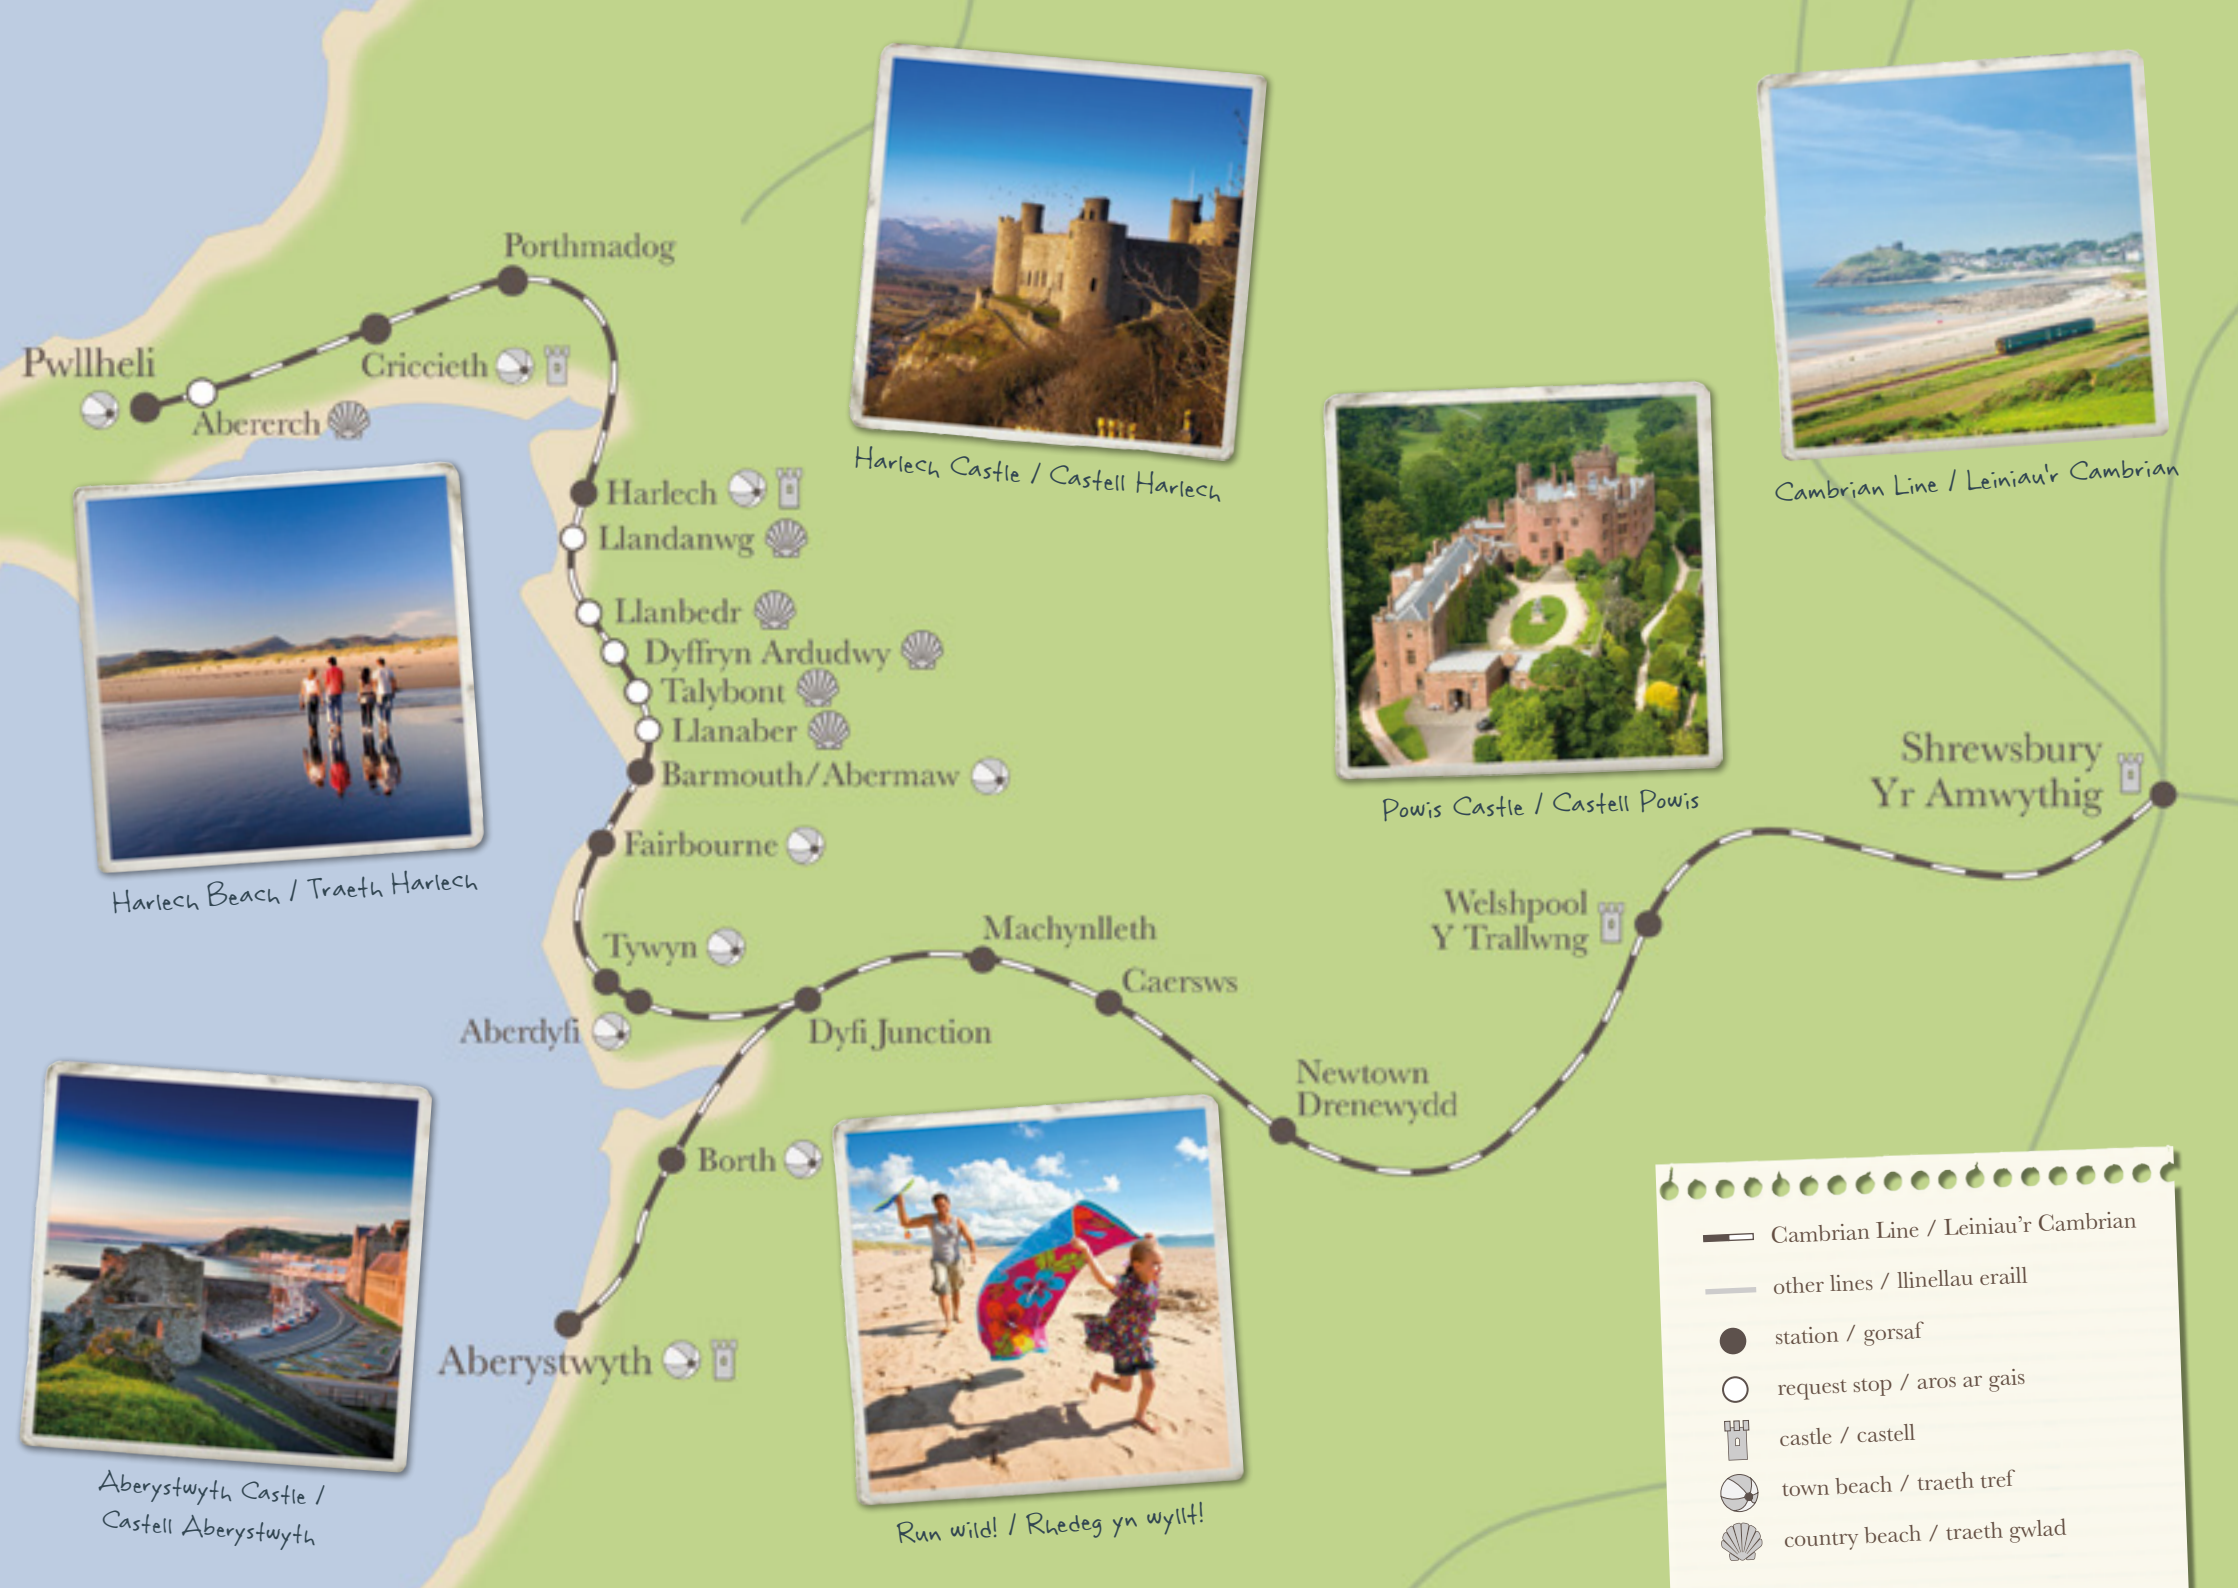 Porthmadog
Pwllheli
Criccieth
Abererch
Harlech Castle / Castell Harlech
Cambrian Line / Leiniau'r Cambrian
Harlech
Llandanwg
Llanbedr
Dyffryn Ardudwy
Talybont
Llanaber
Barmouth/Abermaw
Fairbourne
Harlech Beach / Traeth Harlech
Powis Castle / Castell Powis
Shrewsbury
Yr Amwythig
Welshpool
Y Trallwng
Tywyn
Machynlleth
Caersws
Aberdyfi
Dyfi Junction
Newtown
Drenewydd
Borth
Aberystwyth
Aberystwyth Castle /
Castell Aberystwyth
Run wild! / Rhedeg yn wyllt!
Cambrian Line / Leiniau'r Cambrian
other lines / llinellau eraill
station / gorsaf
request stop / aros ar gais
castle / castell
town beach / traeth tref
country beach / traeth gwlad